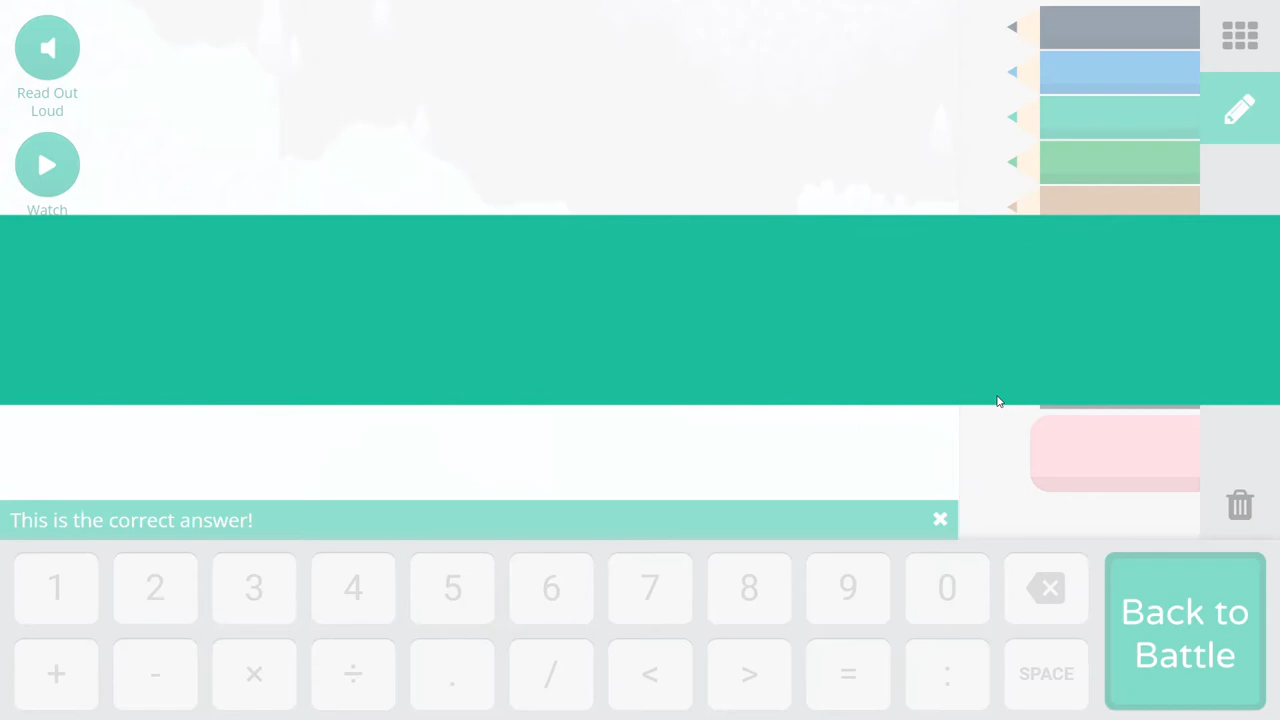 Read Out
Loud
Watch
This is the correct answer!
1 2 3 4 5 6 7 8 9 0
+ - × ÷ . / < > = : SPACE
Back to
Battle